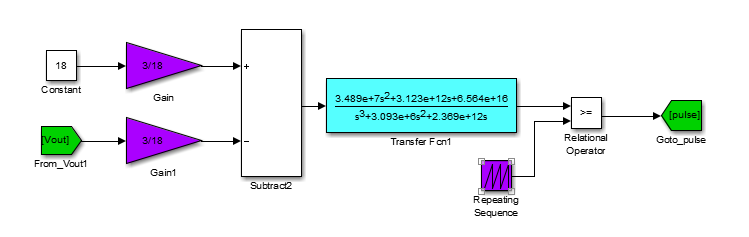 18
Constant
3/18
Gain
[Vout]
From_Vout1
3/18
Gain1
+
−
Subtract2
3.489e+7s2+3.123e+12s+6.564e+16
s3+3.093e+6s2+2.369e+12s
Transfer Fcn1
>=
Relational
Operator
Repeating
Sequence
[pulse]
Goto_pulse